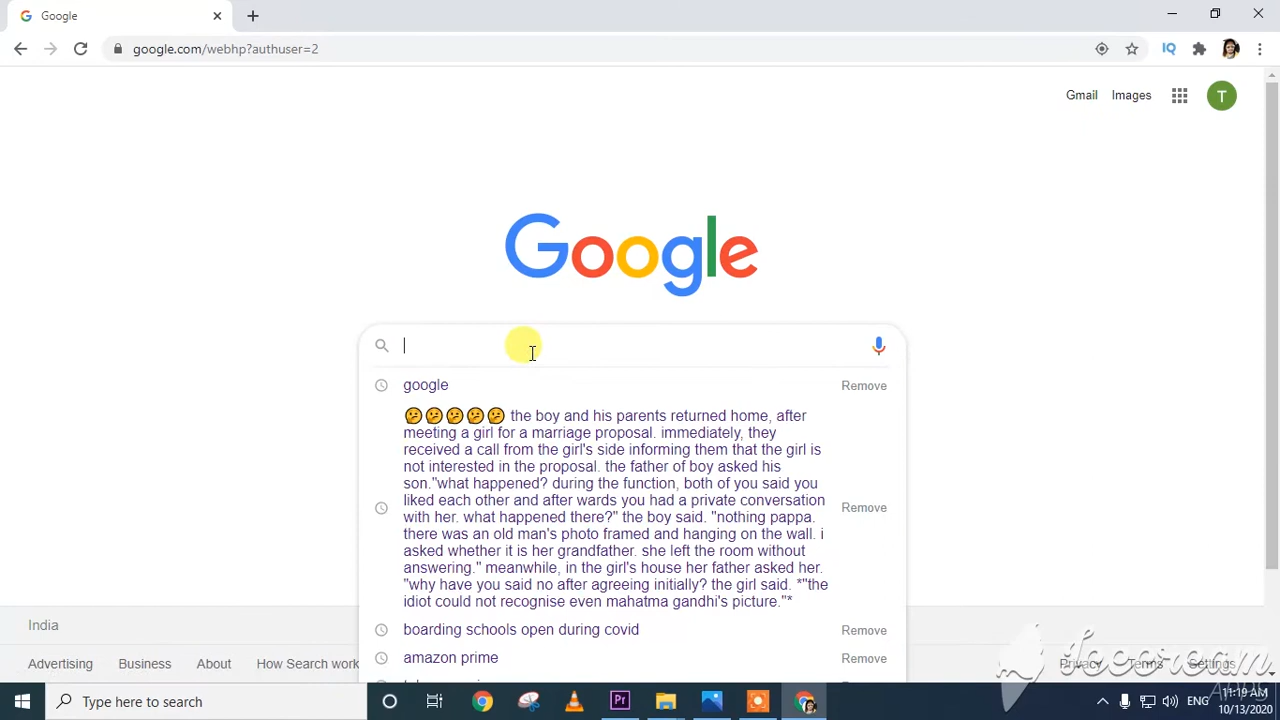 Google
google.com/webhp?authuser=2
IQ
Gmail Images T
Google
google Remove
🤔🤔🤔🤔🤔 the boy and his parents returned home, after
meeting a girl for a marriage proposal. immediately, they
received a call from the girl's side informing them that the girl is
not interested in the proposal. the father of boy asked his
son."what happened? during the function, both of you said you
liked each other and after wards you had a private conversation
with her. what happened there?" the boy said. "nothing pappa.
there was an old man's photo framed and hanging on the wall. i
asked whether it is her grandfather. she left the room without
answering." meanwhile, in the girl's house her father asked her.
"why have you said no after agreeing initially? the girl said. *"the
idiot could not recognise even mahatma gandhi's picture."*
Remove
boarding schools open during covid Remove
amazon prime Remove
India
Advertising Business About How Search work
Privacy Terms Settings
Type here to search
Pr
ENG
11:19 AM
10/13/2020